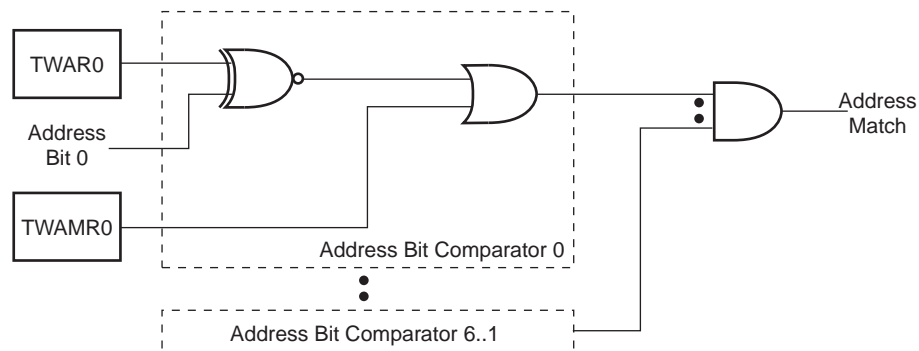 TWAR0
Address
Bit 0
Address
Match
TWAMR0
Address Bit Comparator 0
Address Bit Comparator 6..1